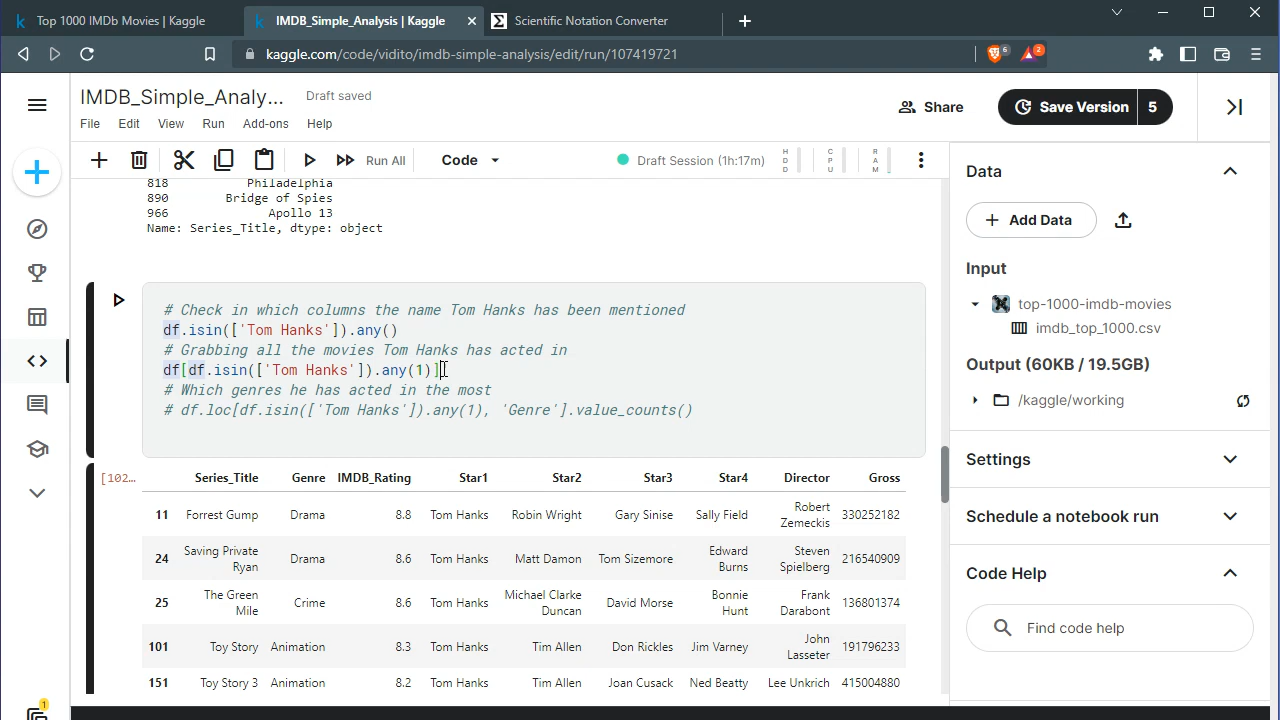 Top 1000 IMDb Movies | Kaggle
IMDB_Simple_Analysis | Kaggle
Scientific Notation Converter
kaggle.com/code/vidito/imdb-simple-analysis/edit/run/107419721
6
2
IMDB_Simple_Analy...
Draft saved
File Edit View Run Add-ons Help
Share
Save Version
5
Run All
Code
Draft Session (1h:17m)
HDD
CPU
RAM
818 Philadelphia
890 Bridge of Spies
966 Apollo 13
Name: Series_Title, dtype: object
# Check in which columns the name Tom Hanks has been mentioned
df.isin(['Tom Hanks']).any()
# Grabbing all the movies Tom Hanks has acted in
df[df.isin(['Tom Hanks']).any(1)]
# Which genres he has acted in the most
# df.loc[df.isin(['Tom Hanks']).any(1), 'Genre'].value_counts()
[102...
Series_Title Genre IMDB_Rating Star1 Star2 Star3 Star4 Director Gross
11 Forrest Gump Drama 8.8 Tom Hanks Robin Wright Gary Sinise Sally Field Robert Zemeckis 330252182
24 Saving Private Ryan Drama 8.6 Tom Hanks Matt Damon Tom Sizemore Edward Burns Steven Spielberg 216540909
25 The Green Mile Crime 8.6 Tom Hanks Michael Clarke Duncan David Morse Bonnie Hunt Frank Darabont 136801374
101 Toy Story Animation 8.3 Tom Hanks Tim Allen Don Rickles Jim Varney John Lasseter 191796233
151 Toy Story 3 Animation 8.2 Tom Hanks Tim Allen Joan Cusack Ned Beatty Lee Unkrich 415004880
Data
Add Data
Input
top-1000-imdb-movies
imdb_top_1000.csv
Output (60KB / 19.5GB)
/kaggle/working
Settings
Schedule a notebook run
Code Help
Find code help
1